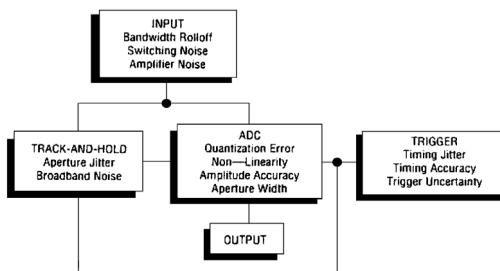 INPUT
Bandwidth Rolloff
Switching Noise
Amplifier Noise
TRACK-AND-HOLD
Aperture Jitter
Broadband Noise
ADC
Quantization Error
Non—Linearity
Amplitude Accuracy
Aperture Width
TRIGGER
Timing Jitter
Timing Accuracy
Trigger Uncertainty
OUTPUT